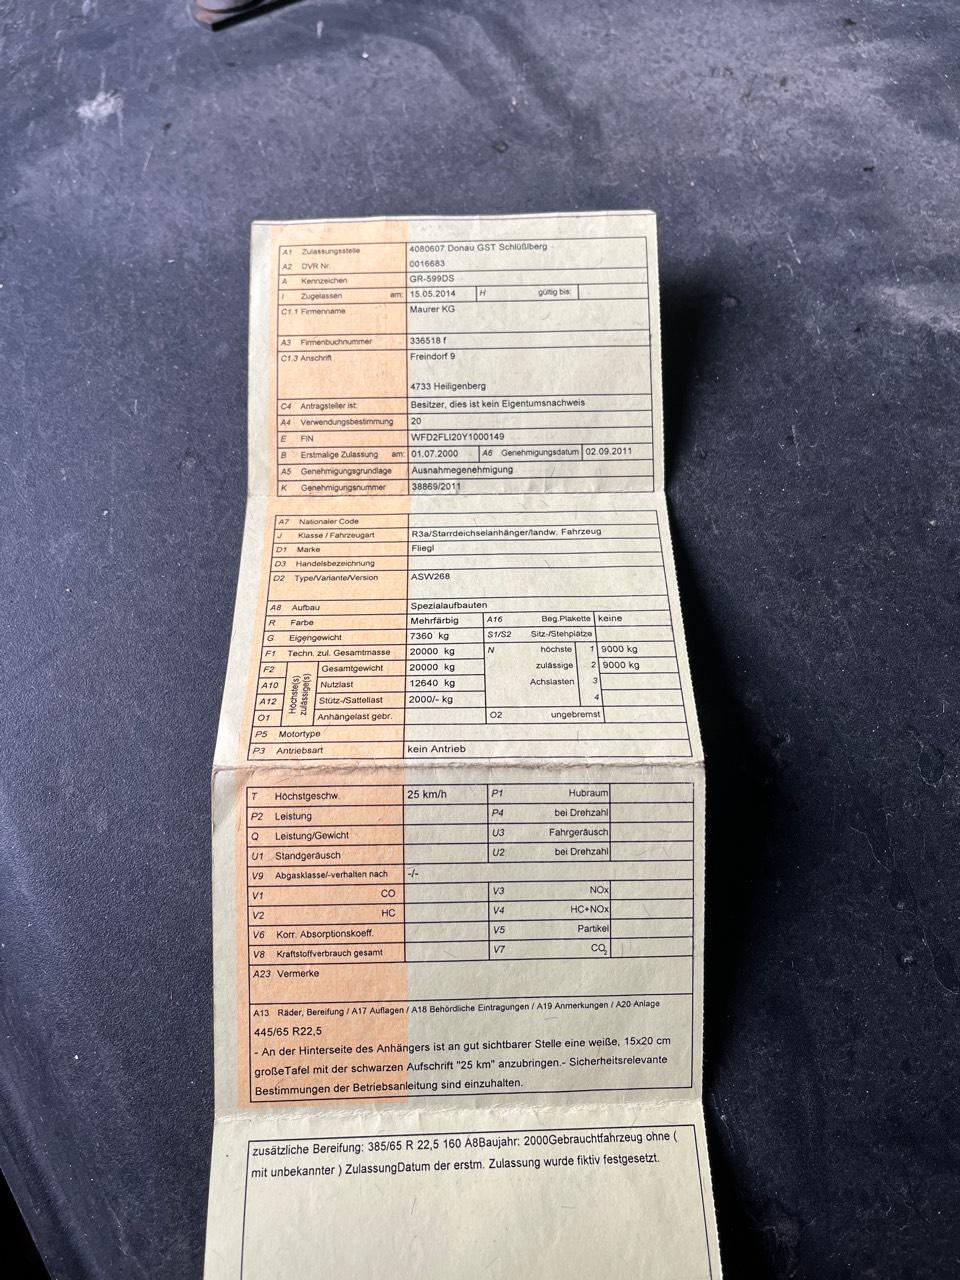 A1 Zulassungsstelle 4080607 Donau GST Schlüßlberg
A2 DVR Nr. 0016683
A Kennzeichen GR-599DS
I Zugelassen am: 15.05.2014 H gültig bis:
C1.1 Firmenname Maurer KG
A3 Firmenbuchnummer 336518 f
C1.3 Anschrift Freindorf 9
4733 Heiligenberg
C4 Antragsteller ist: Besitzer, dies ist kein Eigentumsnachweis
A4 Verwendungsbestimmung 20
E FIN WFD2FLI20Y1000149
B Erstmalige Zulassung am: 01.07.2000 A6 Genehmigungsdatum 02.09.2011
A5 Genehmigungsgrundlage Ausnahmegenehmigung
K Genehmigungsnummer 38869/2011
A7 Nationaler Code
J Klasse / Fahrzeugart R3a/Starrdeichselanhänger/landw. Fahrzeug
D1 Marke Fliegl
D3 Handelsbezeichnung
D2 Type/Variante/Version ASW268
A8 Aufbau Spezialaufbauten
R Farbe Mehrfärbig A16 Beg.Plakette keine
G Eigengewicht 7360 kg S1/S2 Sitz-/Stehplätze
F1 Techn. zul. Gesamtmasse 20000 kg N höchste 1 9000 kg
F2 Höchste(s) zulässige(s) Gesamtgewicht 20000 kg zulässige 2 9000 kg
A10 Nutzlast 12640 kg Achslasten 3
A12 Stütz-/Sattellast 2000/- kg 4
O1 Anhängelast gebr. O2 ungebremst
P5 Motortype
P3 Antriebsart kein Antrieb
T Höchstgeschw. 25 km/h P1 Hubraum
P2 Leistung P4 bei Drehzahl
Q Leistung/Gewicht U3 Fahrgeräusch
U1 Standgeräusch U2 bei Drehzahl
V9 Abgasklasse/-verhalten nach -/-
V1 CO V3 NOx
V2 HC V4 HC+NOx
V6 Korr. Absorptionskoeff. V5 Partikel
V8 Kraftstoffverbrauch gesamt V7 CO2
A23 Vermerke
A13 Räder, Bereifung / A17 Auflagen / A18 Behördliche Eintragungen / A19 Anmerkungen / A20 Anlage
445/65 R22,5
- An der Hinterseite des Anhängers ist an gut sichtbarer Stelle eine weiße, 15x20 cm
großeTafel mit der schwarzen Aufschrift "25 km" anzubringen.- Sicherheitsrelevante
Bestimmungen der Betriebsanleitung sind einzuhalten.
zusätzliche Bereifung: 385/65 R 22,5 160 A8Baujahr: 2000Gebrauchtfahrzeug ohne (
mit unbekannter ) ZulassungDatum der erstm. Zulassung wurde fiktiv festgesetzt.